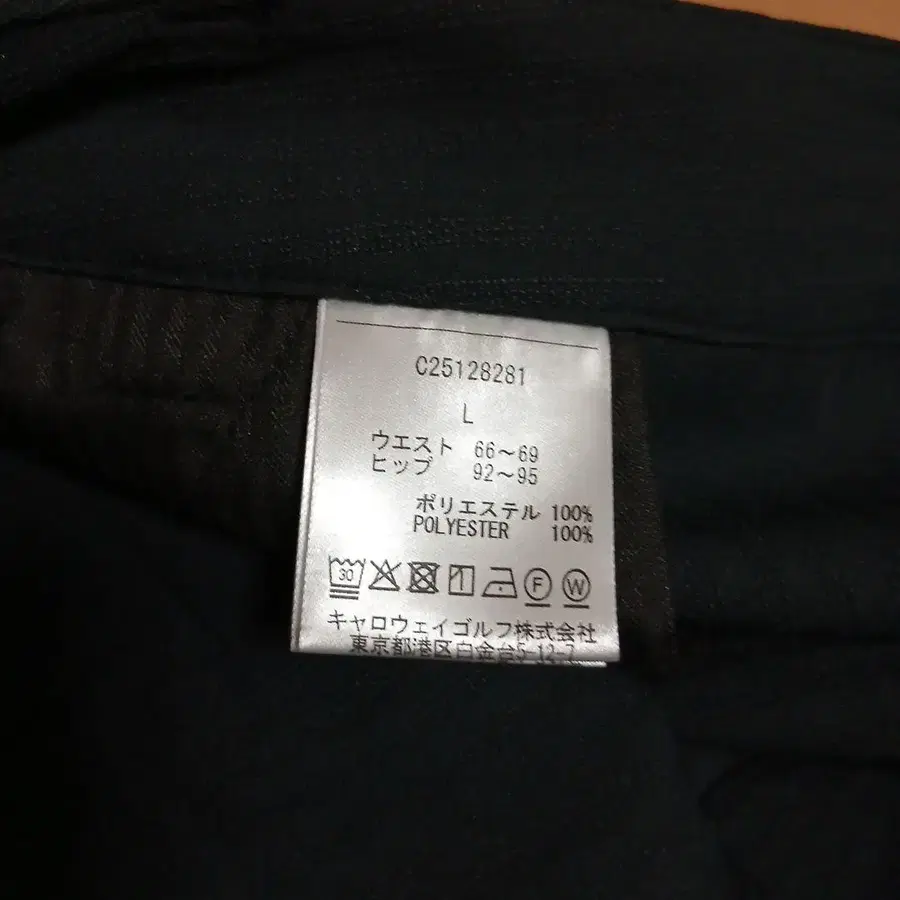 C25128281
L
ウエスト 66～69
ヒップ 92～95
ポリエステル 100%
POLYESTER 100%
30 F W
キャロウェイゴルフ株式会社
東京都港区白金台5-12-7